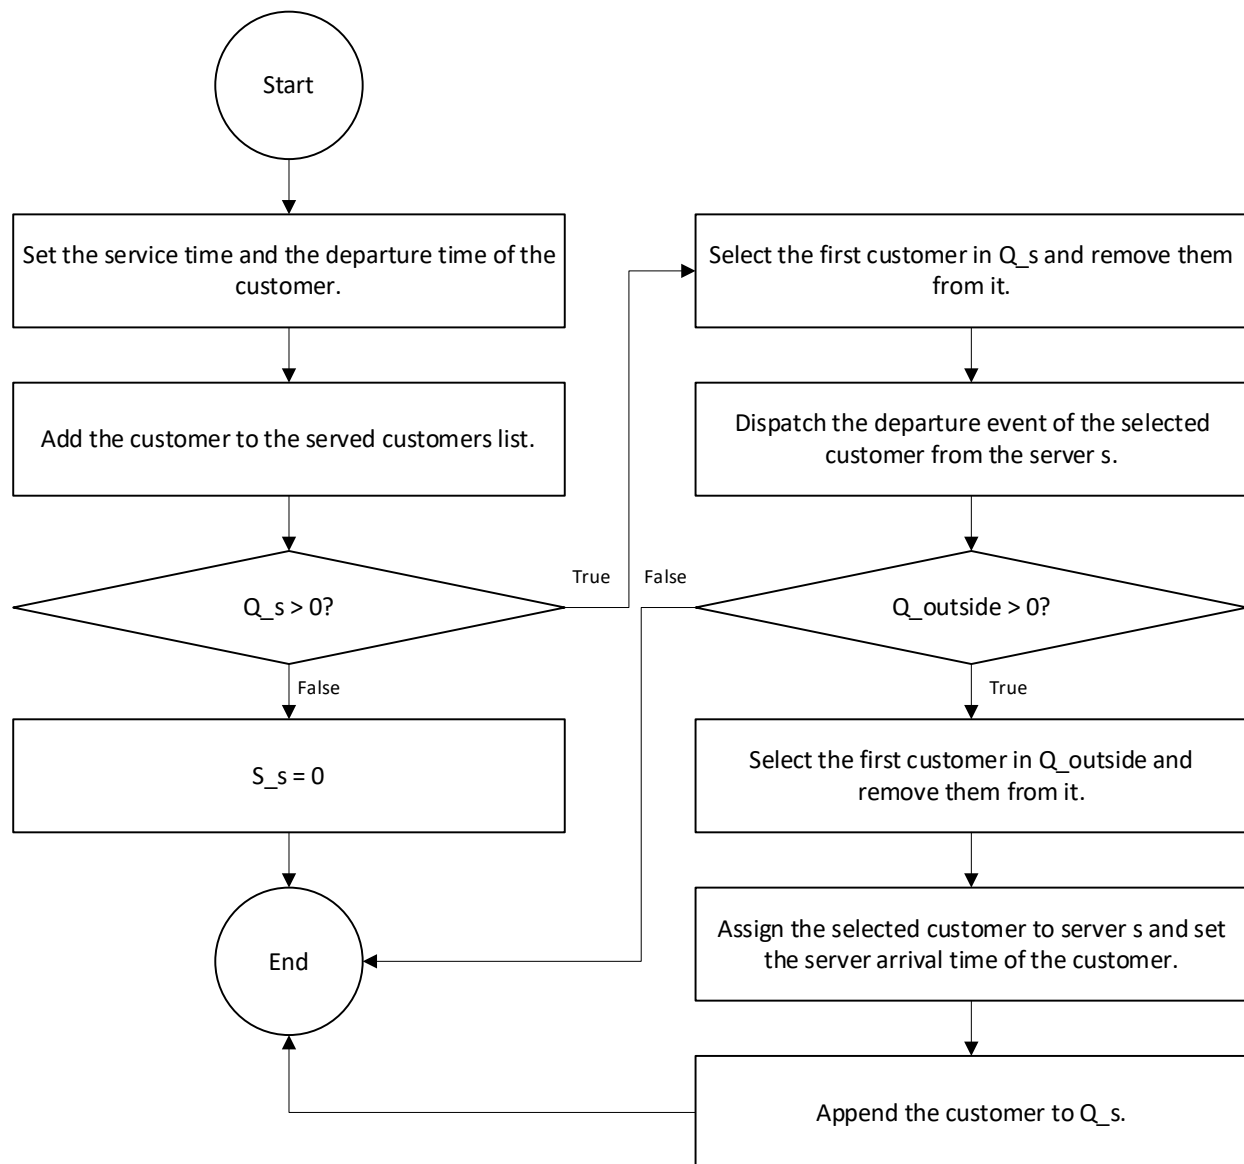 Start
Set the service time and the departure time of the
customer.
Add the customer to the served customers list.
Q_s > 0?
True
False
S_s = 0
End
Select the first customer in Q_s and remove them
from it.
Dispatch the departure event of the selected
customer from the server s.
Q_outside > 0?
False
True
Select the first customer in Q_outside and
remove them from it.
Assign the selected customer to server s and set
the server arrival time of the customer.
Append the customer to Q_s.